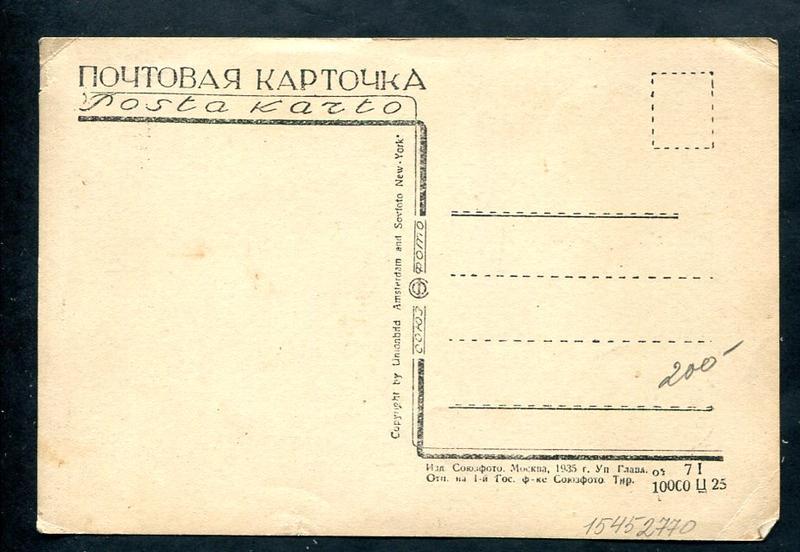 ПОЧТОВАЯ КАРТОЧКА
Posta karto
Copyright by Unionbild Amsterdam and Sovfoto New-York
СОЮЗ ФОТО
200-
Изд. Союзфото. Москва, 1935 г. Уп Главл.
7 I
Отп. на 1-й Гос. ф-ке Союзфото Тир. 10000 Ц 25
15452770